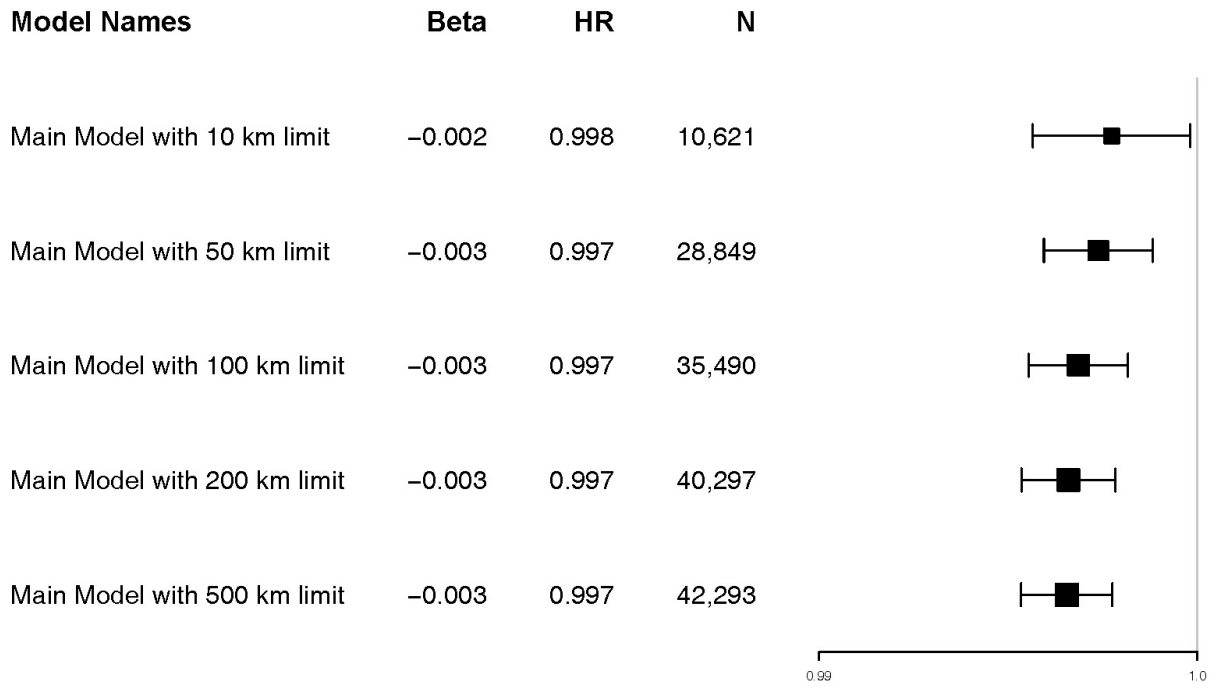 Model Names Beta HR N
Main Model with 10 km limit −0.002 0.998 10,621
Main Model with 50 km limit −0.003 0.997 28,849
Main Model with 100 km limit −0.003 0.997 35,490
Main Model with 200 km limit −0.003 0.997 40,297
Main Model with 500 km limit −0.003 0.997 42,293
0.99 1.0